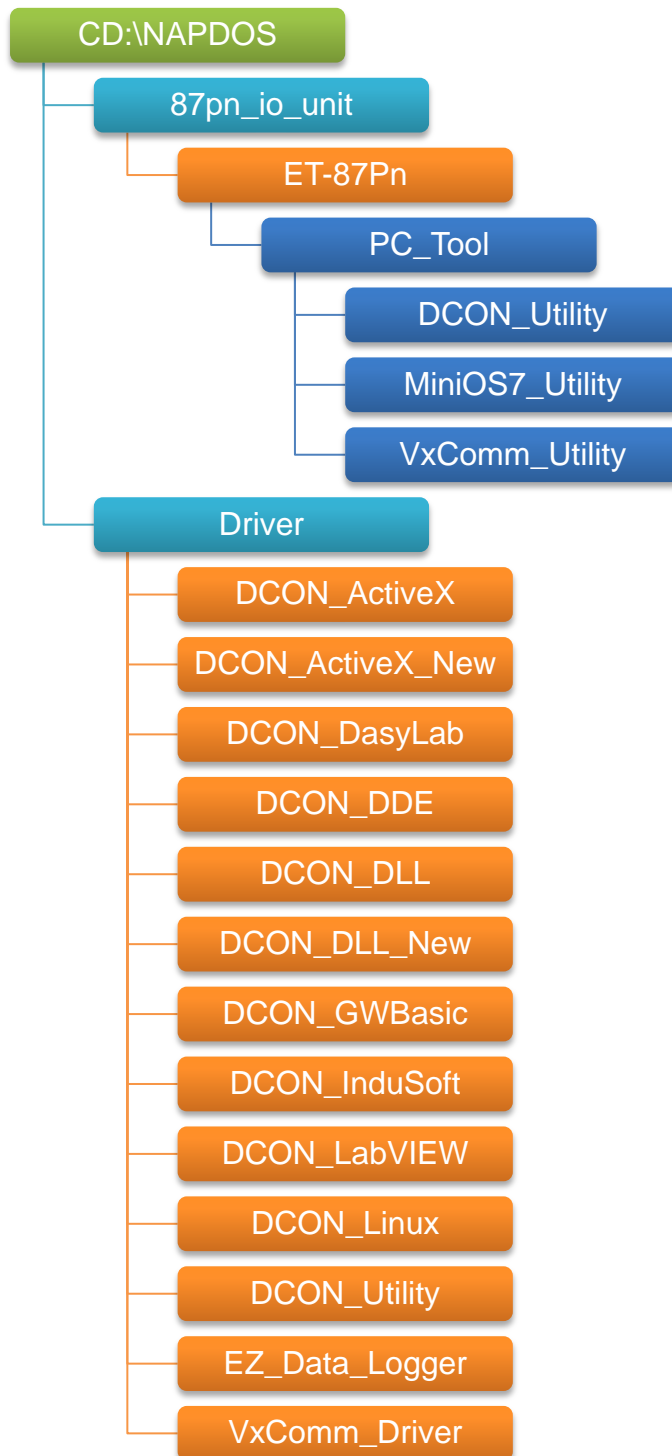 CD:\NAPDOS
87pn_io_unit
ET-87Pn
PC_Tool
DCON_Utility
MiniOS7_Utility
VxComm_Utility
Driver
DCON_ActiveX
DCON_ActiveX_New
DCON_DasyLab
DCON_DDE
DCON_DLL
DCON_DLL_New
DCON_GWBasic
DCON_InduSoft
DCON_LabVIEW
DCON_Linux
DCON_Utility
EZ_Data_Logger
VxComm_Driver